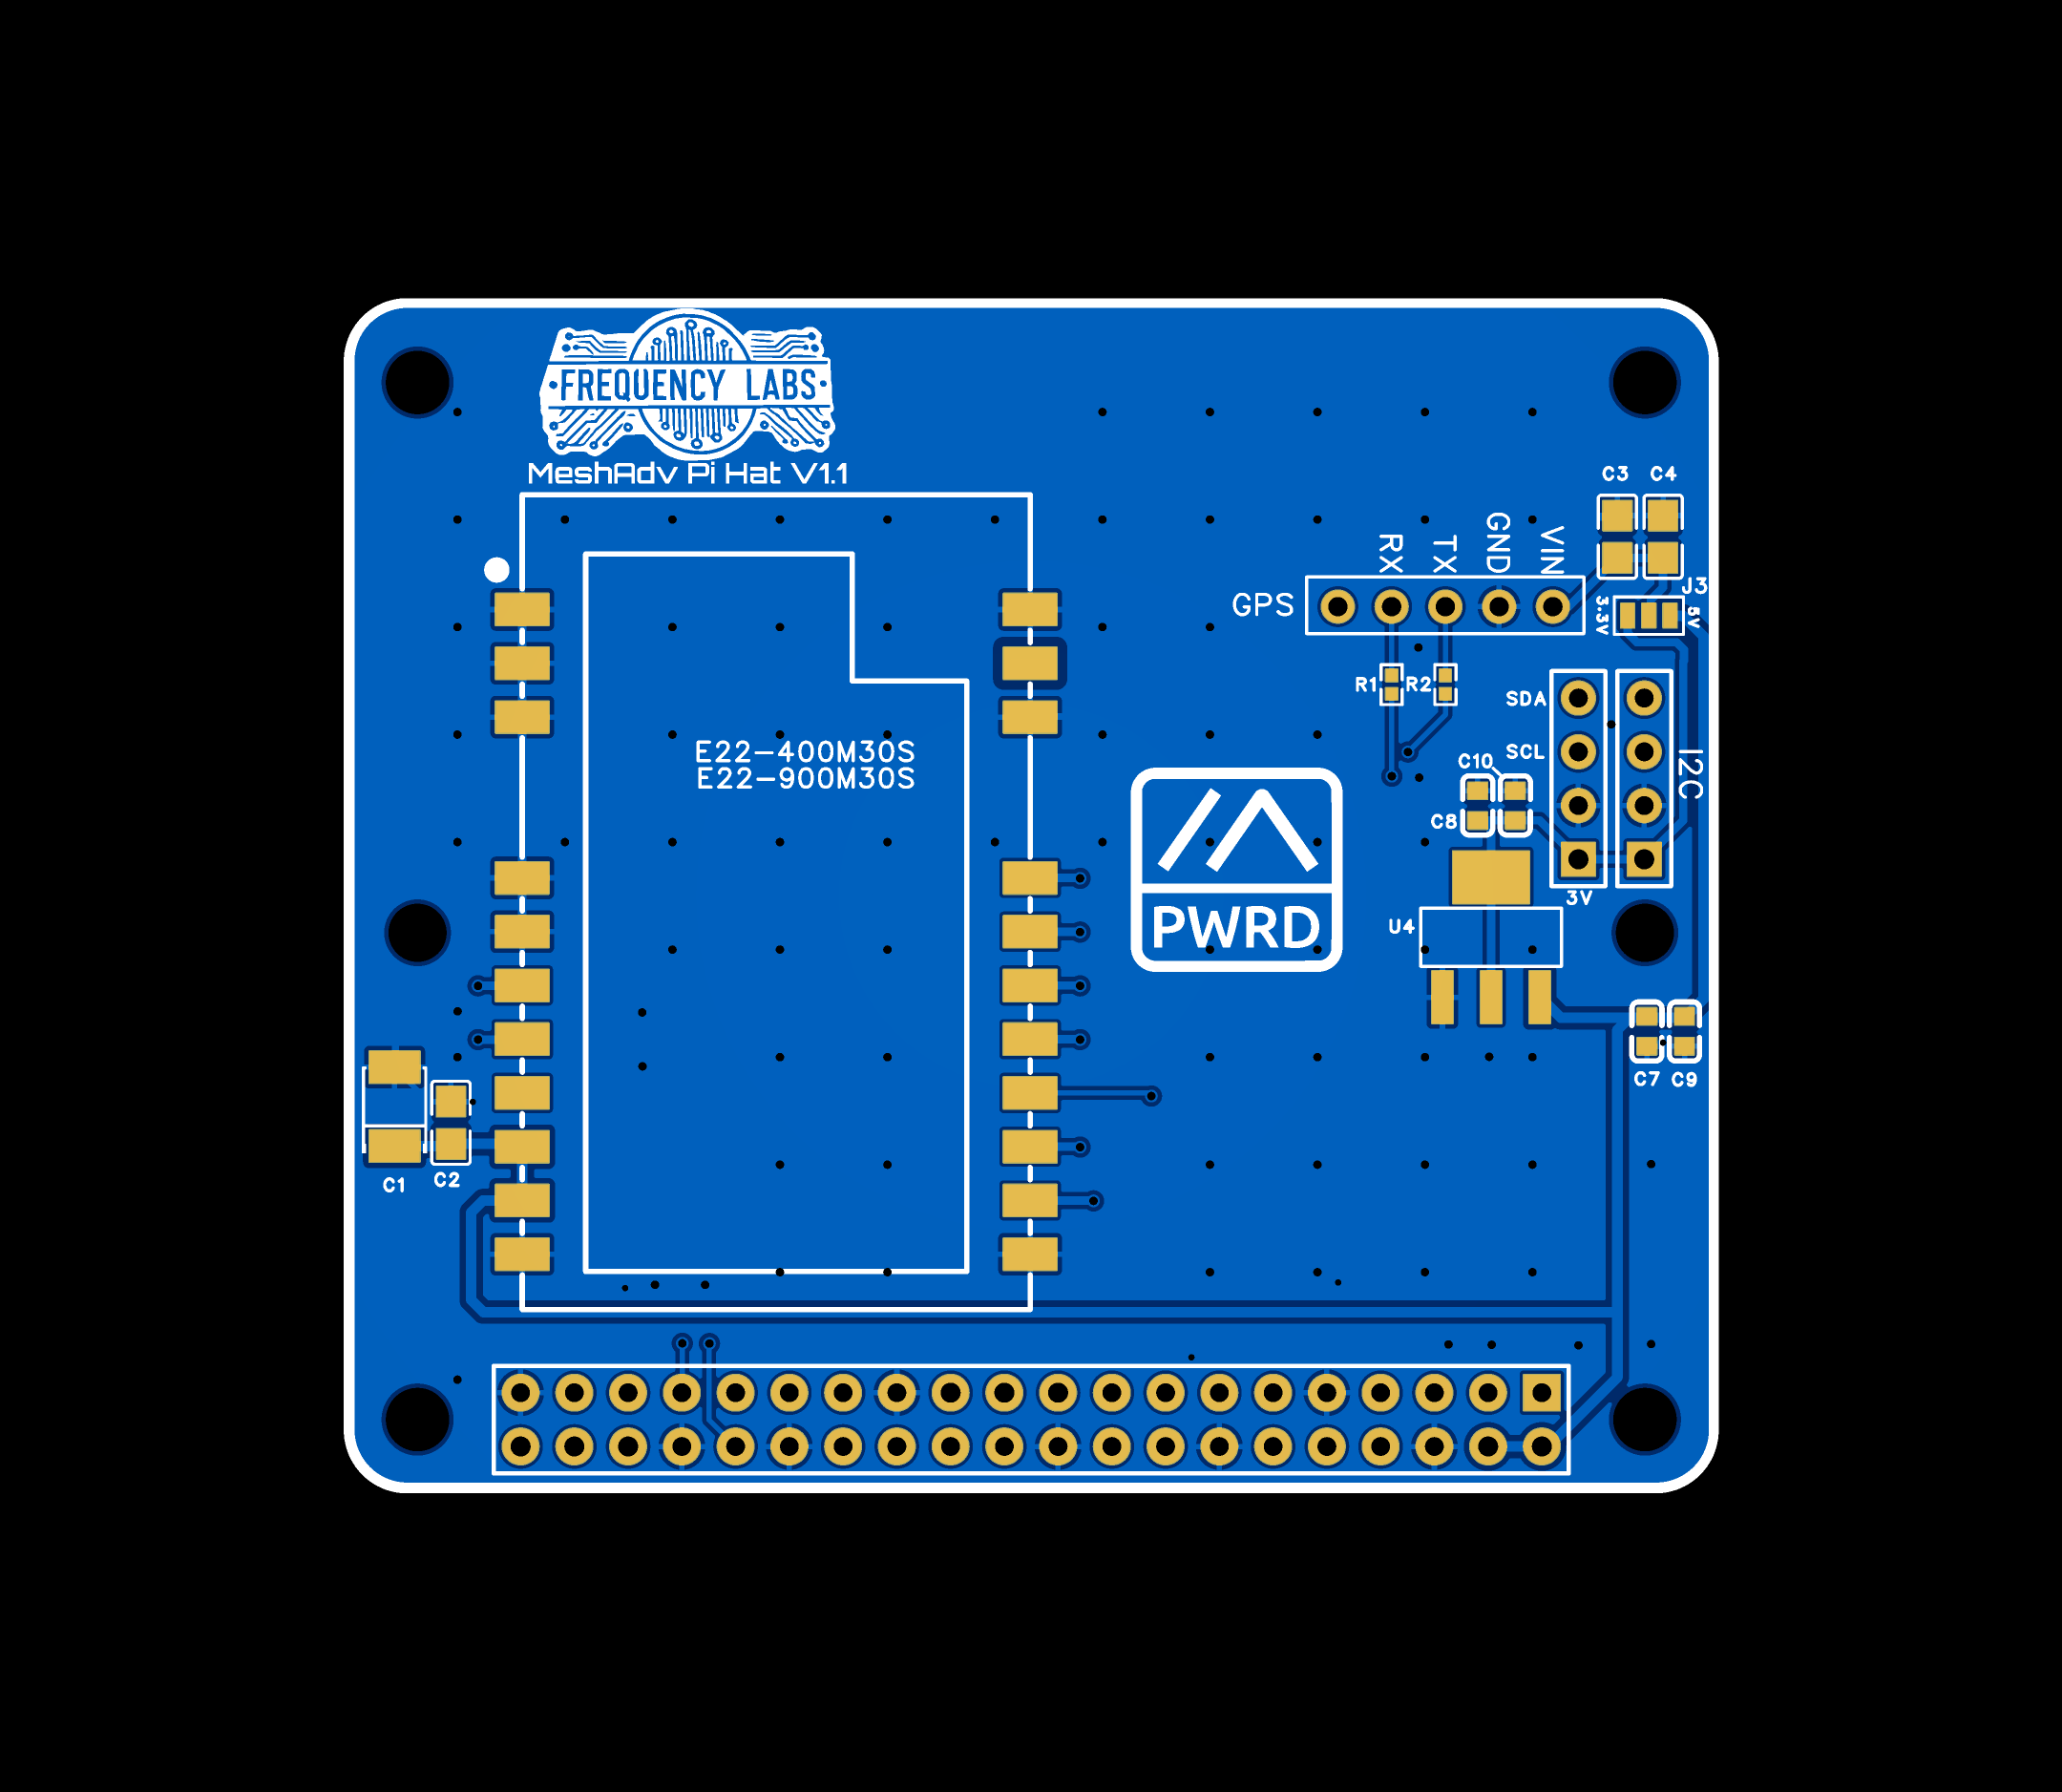 FREQUENCY LABS
MeshAdv Pi Hat V1.1
C3 C4
RX TX GND VIN
GPS
J3
3.3V 5V
R1 R2
SDA
SCL
I2C
E22-400M30S
E22-900M30S
C10
C8
3V
PWRD
U4
C7 C9
C1 C2